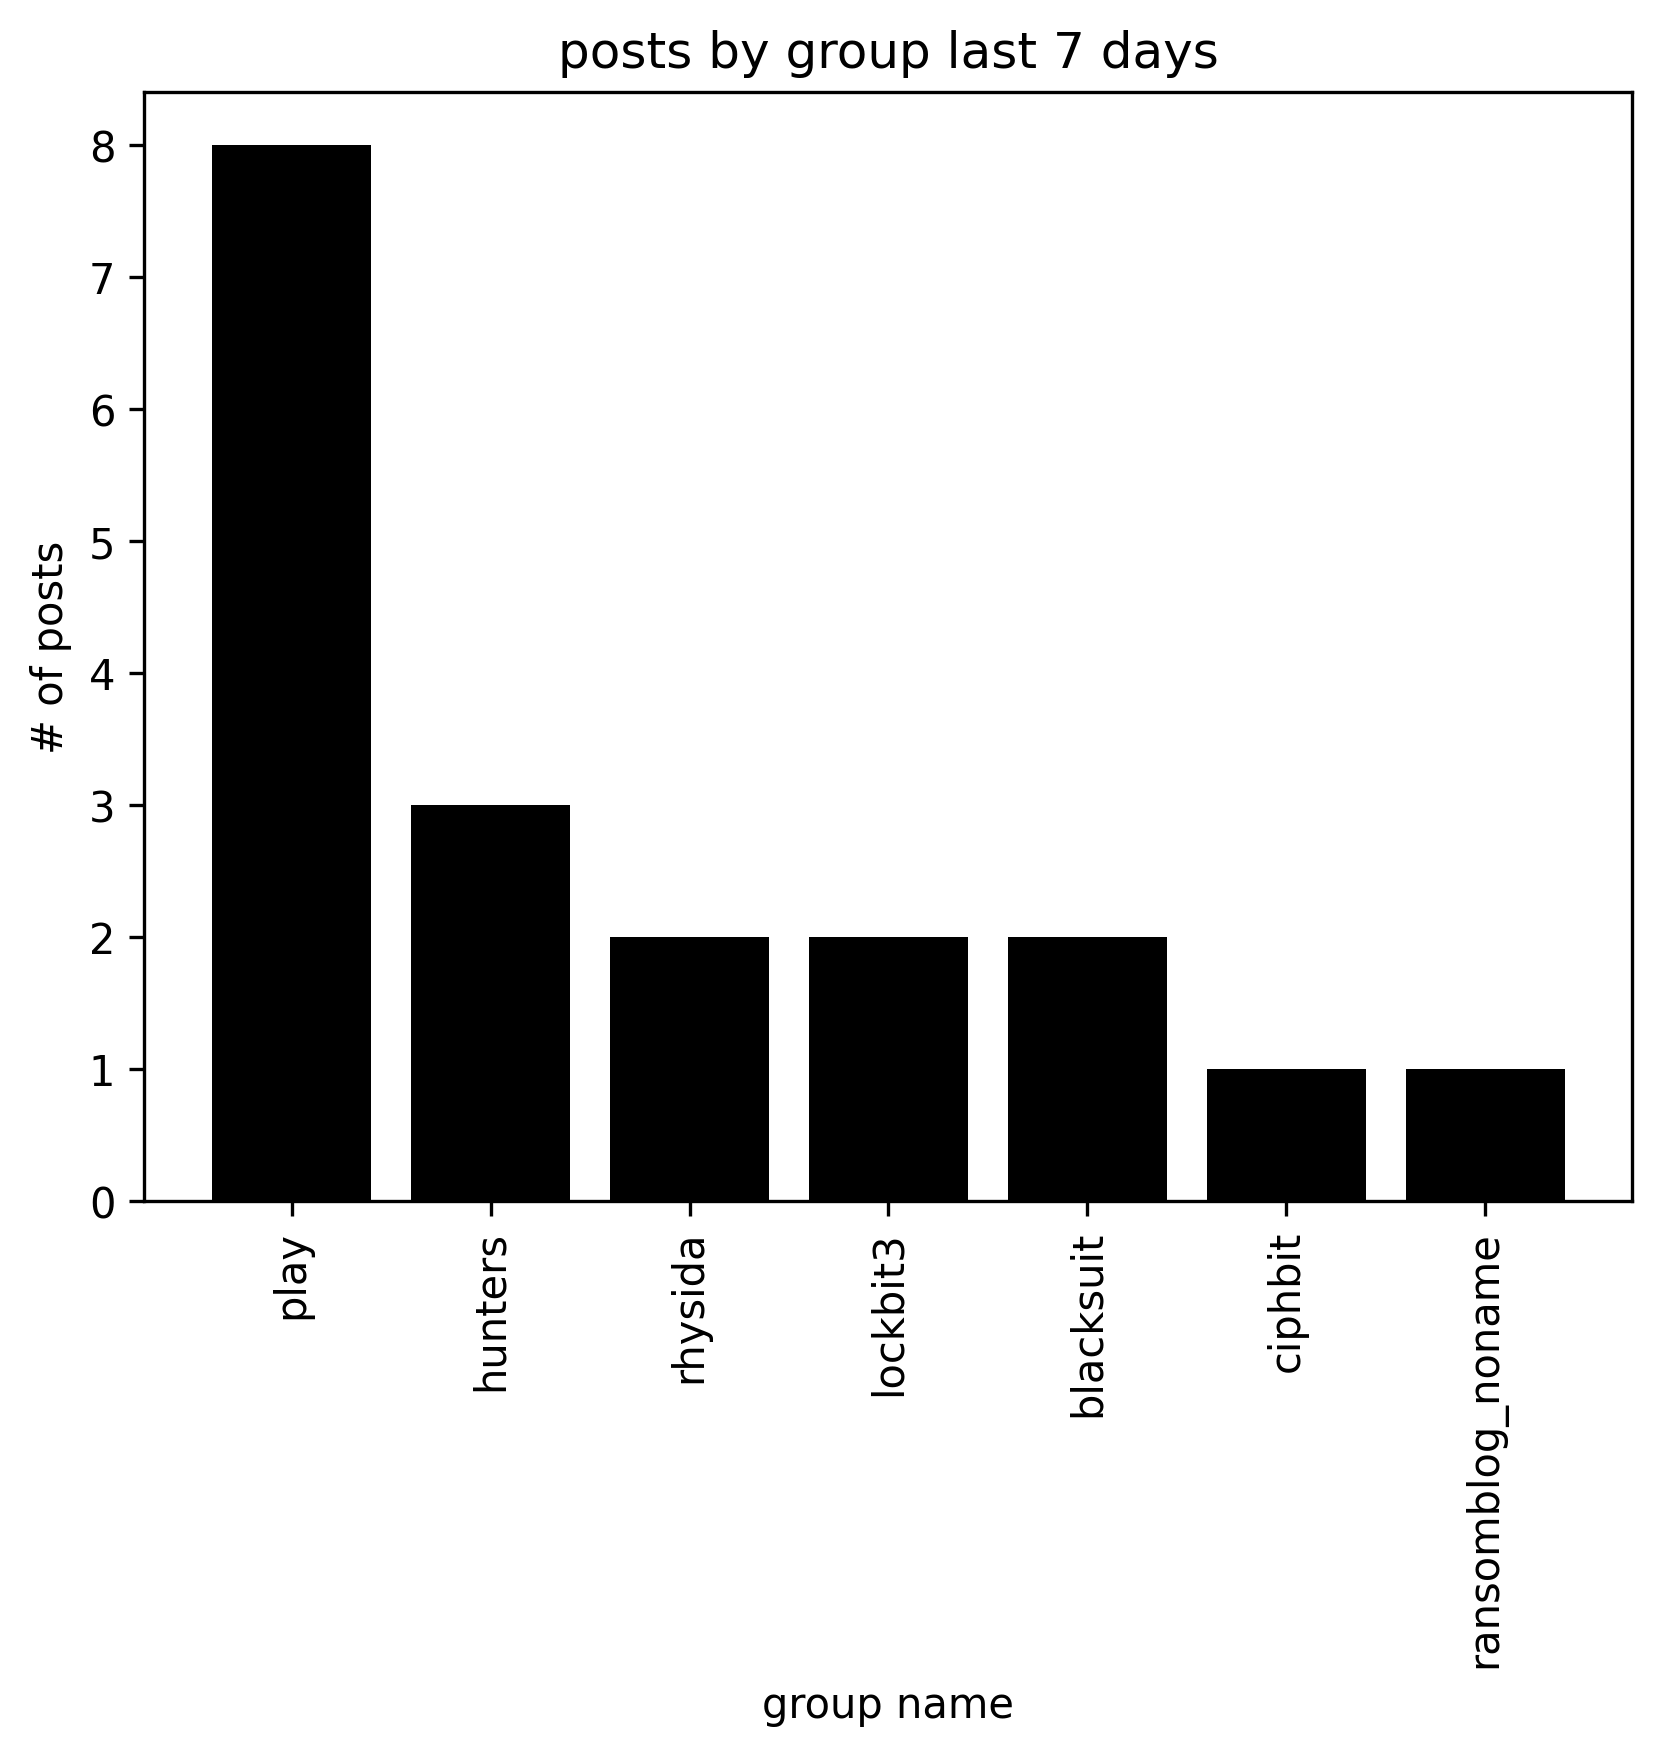 posts by group last 7 days
# of posts
8
7
6
5
4
3
2
1
0
play
hunters
rhysida
lockbit3
blacksuit
ciphbit
ransomblog_noname
group name